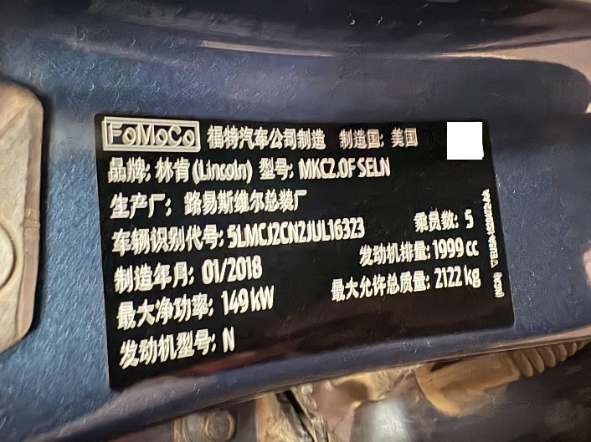 FoMoCo 福特汽车公司制造 制造国: 美国
品牌: 林肯(Lincoln) 型号: MKC2.0F SELN
生产厂: 路易斯维尔总装厂
车辆识别代号: 5LMCJ2CN2JUL16323 乘员数: 5
制造年月: 01/2018 发动机排量: 1999 cc
最大净功率: 149 kW 最大允许总质量: 2122 kg
发动机型号: N